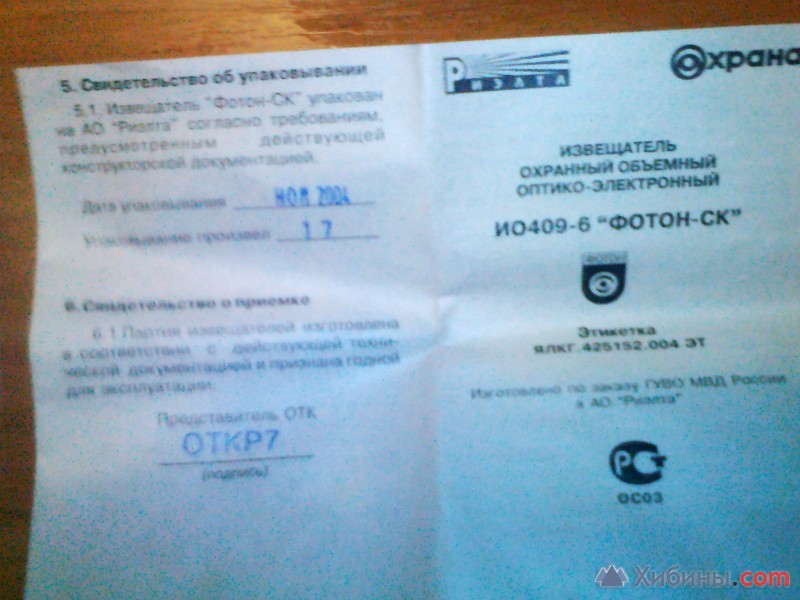 5. Свидетельство об упаковывании
5.1. Извещатель "Фотон-СК" упакован
на АО "Риэлта" согласно требованиям,
предусмотренным действующей
конструкторской документацией.
Дата упаковывания НОЯ 2004
Упаковывание произвел 17
6. Свидетельство о приемке
6.1 Партия извещателей изготовлена
в соответствии с действующей техни-
ческой документацией и признана годной
для эксплуатации.
Представитель ОТК
ОТКР7
(подпись)
Риэлта
Охрана
ИЗВЕЩАТЕЛЬ
ОХРАННЫЙ ОБЪЕМНЫЙ
ОПТИКО-ЭЛЕКТРОННЫЙ
ИО409-6 "ФОТОН-СК"
ФОТОН
Этикетка
ЯЛКГ.425152.004 ЭТ
Изготовлено по заказу ГУВО МВД России
в АО "Риэлта"
РСТ
ОС03
Хибины.com